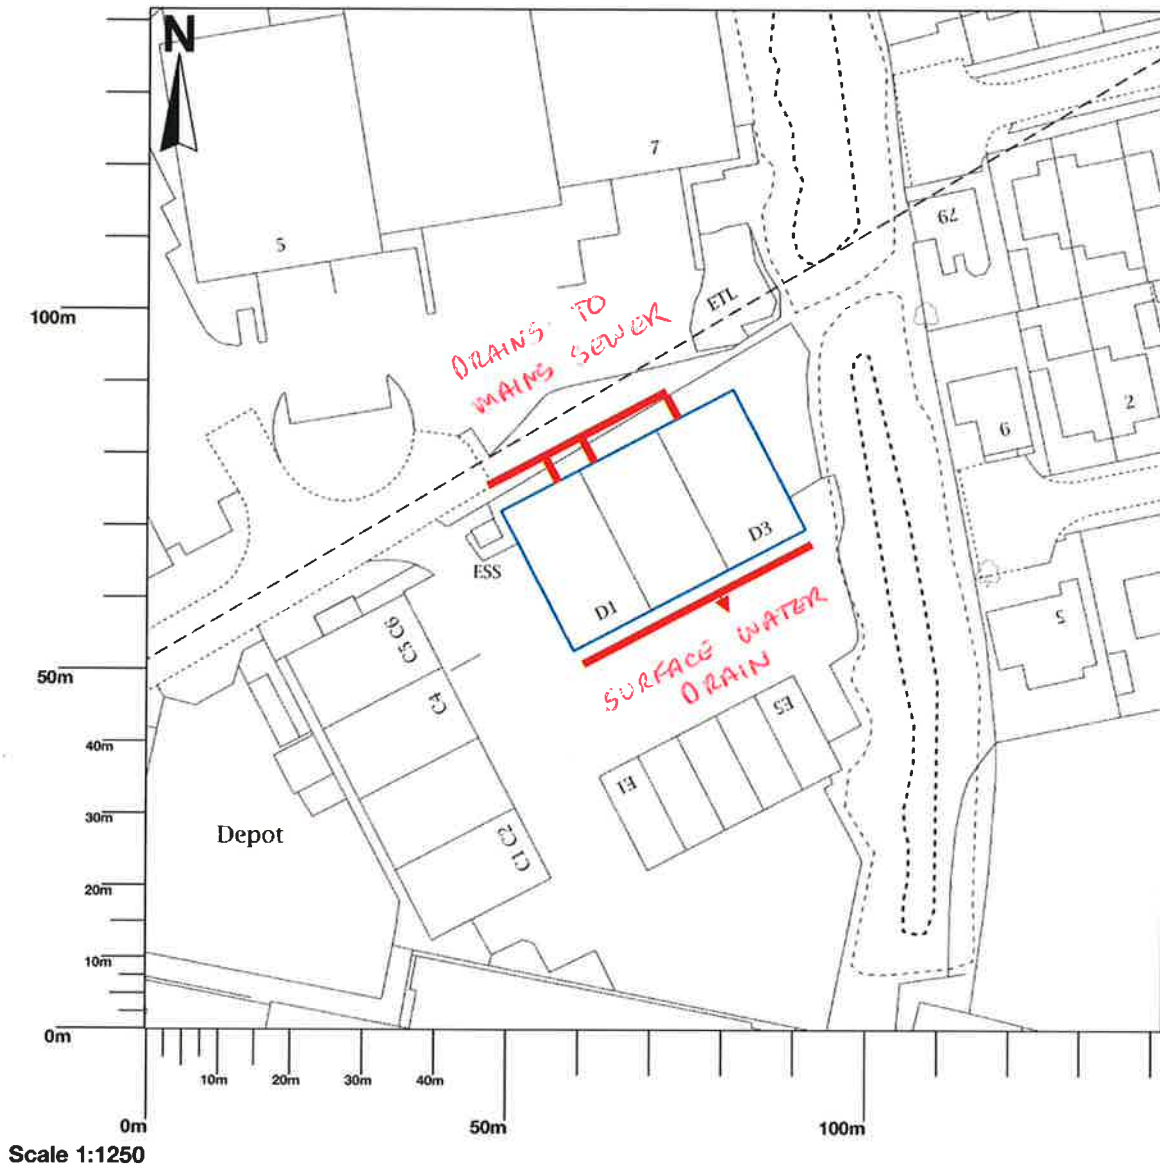 N
7
5
79
ETL
100m
DRAINS TO
MAINS SEWER
2
6
D3
ESS
D1
C5 C6
SURFACE WATER
DRAIN
5
50m
C4
E5
40m
E1
30m
Depot
C1 C2
20m
10m
0m
10m
20m
30m
40m
0m
50m
100m
Scale 1:1250